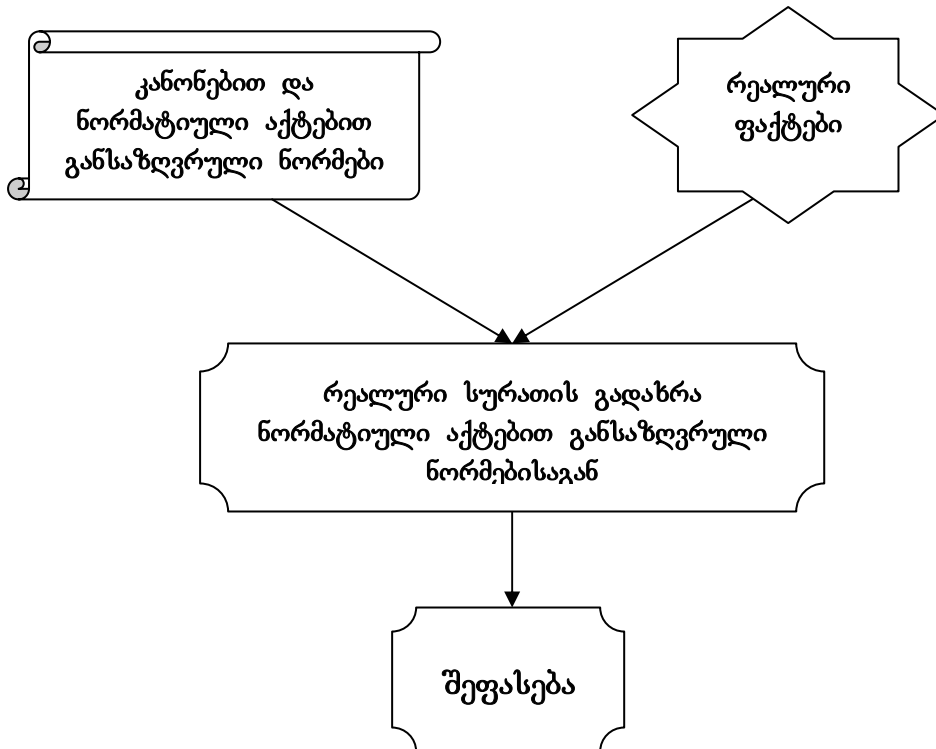 კანონებით და
ნორმატიული აქტებით
განსაზღვრული ნორმები
რეალური
ფაქტები
რეალური სურათის გადახრა
ნორმატიული აქტებით განსაზღვრული
ნორმებისაგან
შეფასება